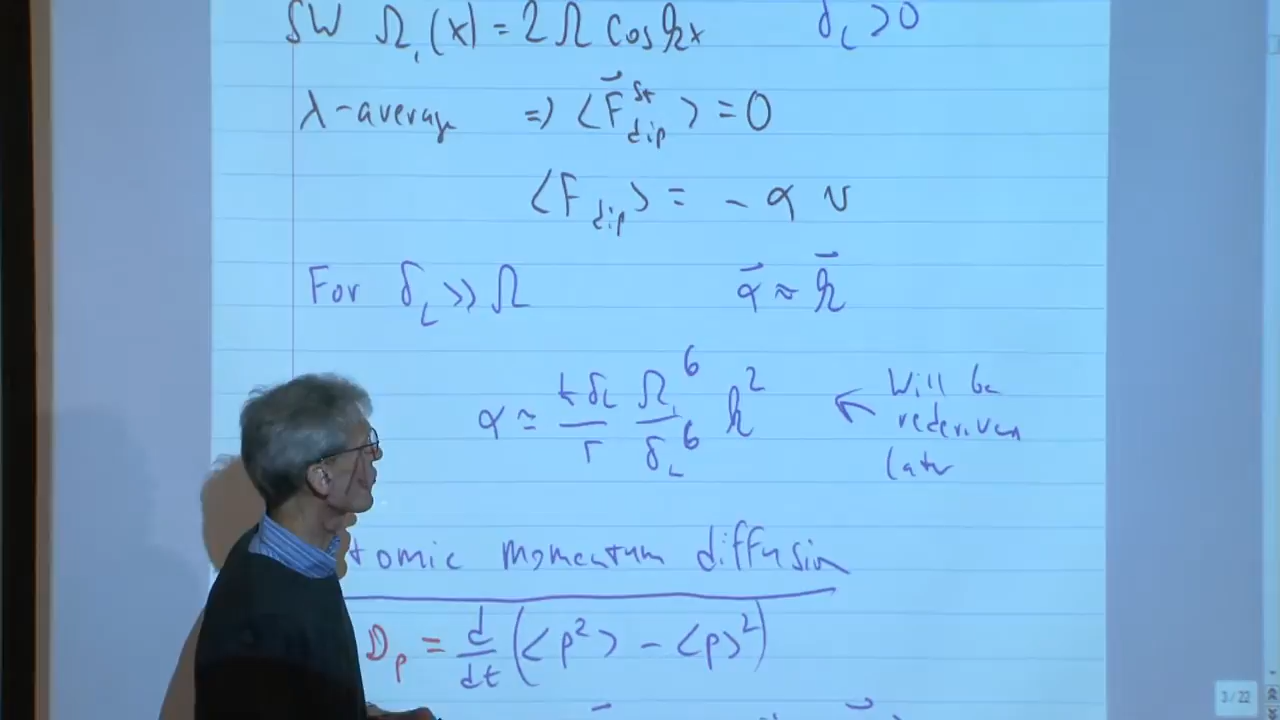 SW Ω₁(x) = 2Ω cos kx δ_L > 0
λ-average ⇒ ⟨F⃗^st_dip⟩ = 0
⟨F_dip⟩ = - α v
For δ_L >> Ω α⃗ ≈ k⃗
α ≈ ħδ_L/Γ Ω₁⁶/δ_L⁶ k² ← Will be
rederiven
later
tomic momentum diffusion
D_p = d/dt (⟨p²⟩ - ⟨p⟩²)
3/22